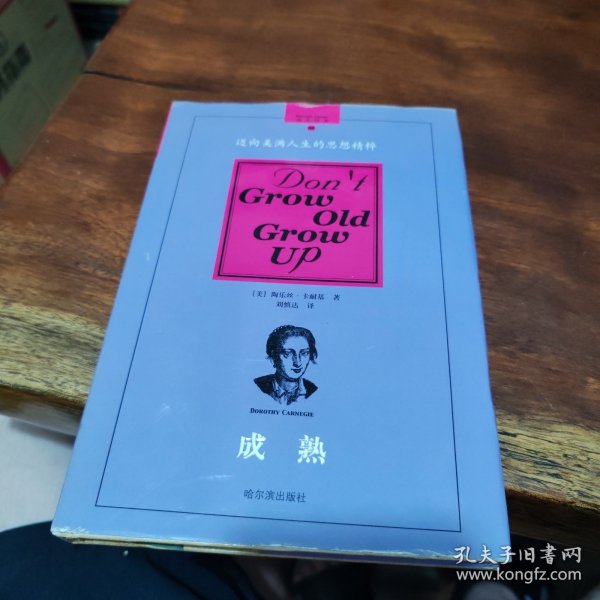 迈向美满人生的思想精粹
Don't
Grow
Old
Grow
Up
[美] 陶乐丝·卡耐基 著
刘慎达 译
DOROTHY CARNEGIE
成熟
哈尔滨出版社
孔夫子旧书网
www.kongfz.com